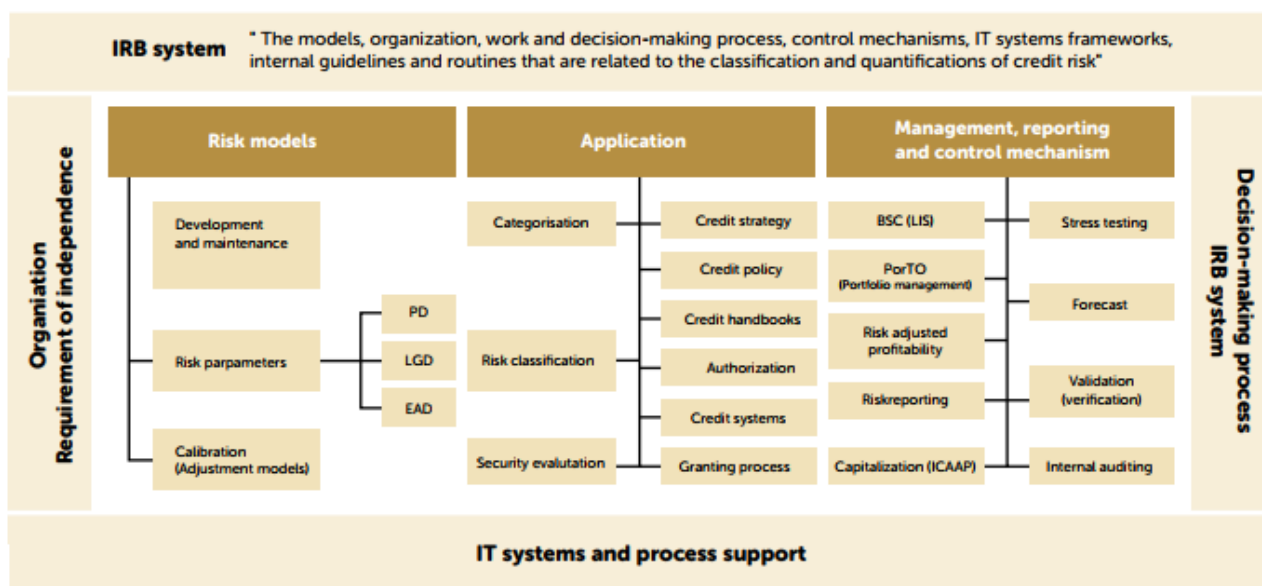 IRB system
" The models, organization, work and decision-making process, control mechanisms, IT systems frameworks,
internal guidelines and routines that are related to the classification and quantifications of credit risk"
Organiation
Requirement of independence
Risk models
Development
and maintenance
Risk parpameters
PD
LGD
EAD
Calibration
(Adjustment models)
Application
Categorisation
Risk classification
Security evalutation
Credit strategy
Credit policy
Credit handbooks
Authorization
Credit systems
Granting process
Management, reporting
and control mechanism
BSC (LIS)
PorTO
(Portfolio management)
Risk adjusted
profitability
Riskreporting
Capitalization (ICAAP)
Stress testing
Forecast
Validation
(verification)
Internal auditing
Decision-making process
IRB system
IT systems and process support